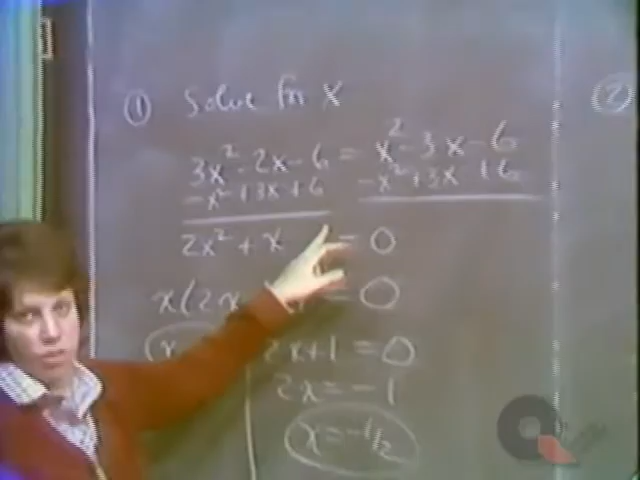 ① Solve for x
②
3x² - 2x - 6 = x² - 3x - 6
-x² + 3x + 6 -x² + 3x + 6
2x² + x = 0
x(2x = 0
x 2x + 1 = 0
2x = -1
x = -1/2